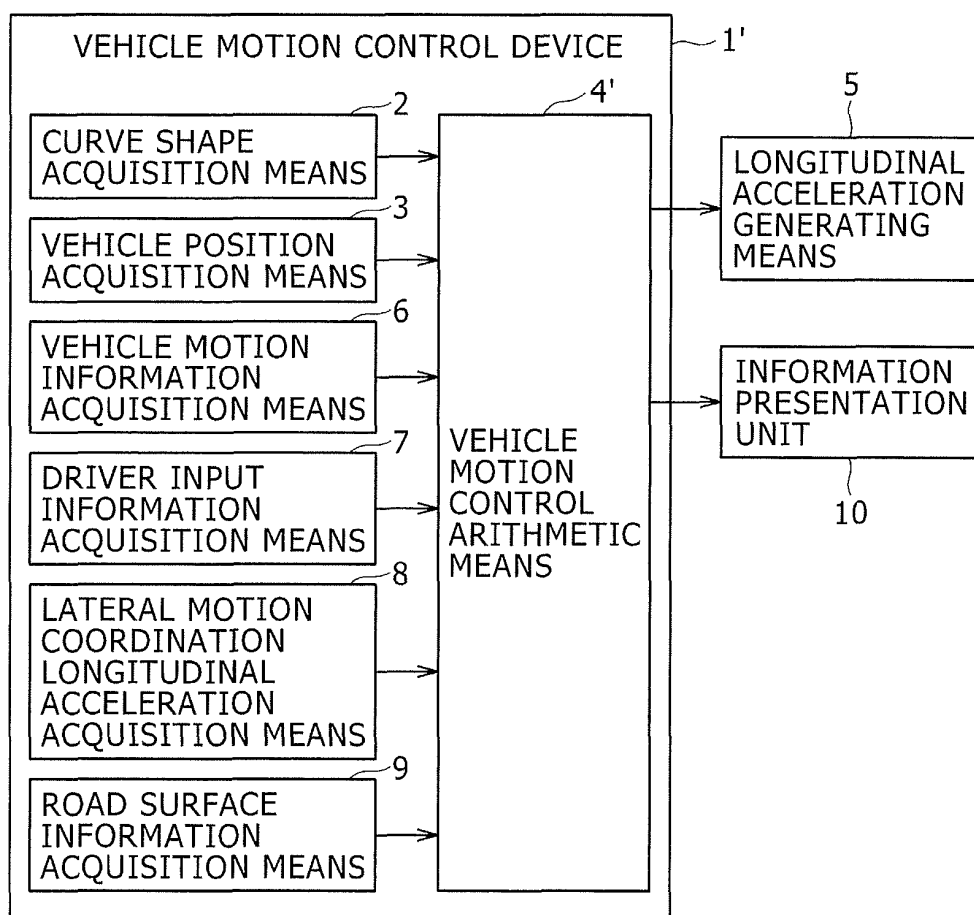 VEHICLE MOTION CONTROL DEVICE
1'
2
CURVE SHAPE
ACQUISITION MEANS
3
VEHICLE POSITION
ACQUISITION MEANS
6
VEHICLE MOTION
INFORMATION
ACQUISITION MEANS
7
DRIVER INPUT
INFORMATION
ACQUISITION MEANS
8
LATERAL MOTION
COORDINATION
LONGITUDINAL
ACCELERATION
ACQUISITION MEANS
9
ROAD SURFACE
INFORMATION
ACQUISITION MEANS
4'
VEHICLE
MOTION
CONTROL
ARITHMETIC
MEANS
5
LONGITUDINAL
ACCELERATION
GENERATING
MEANS
INFORMATION
PRESENTATION
UNIT
10